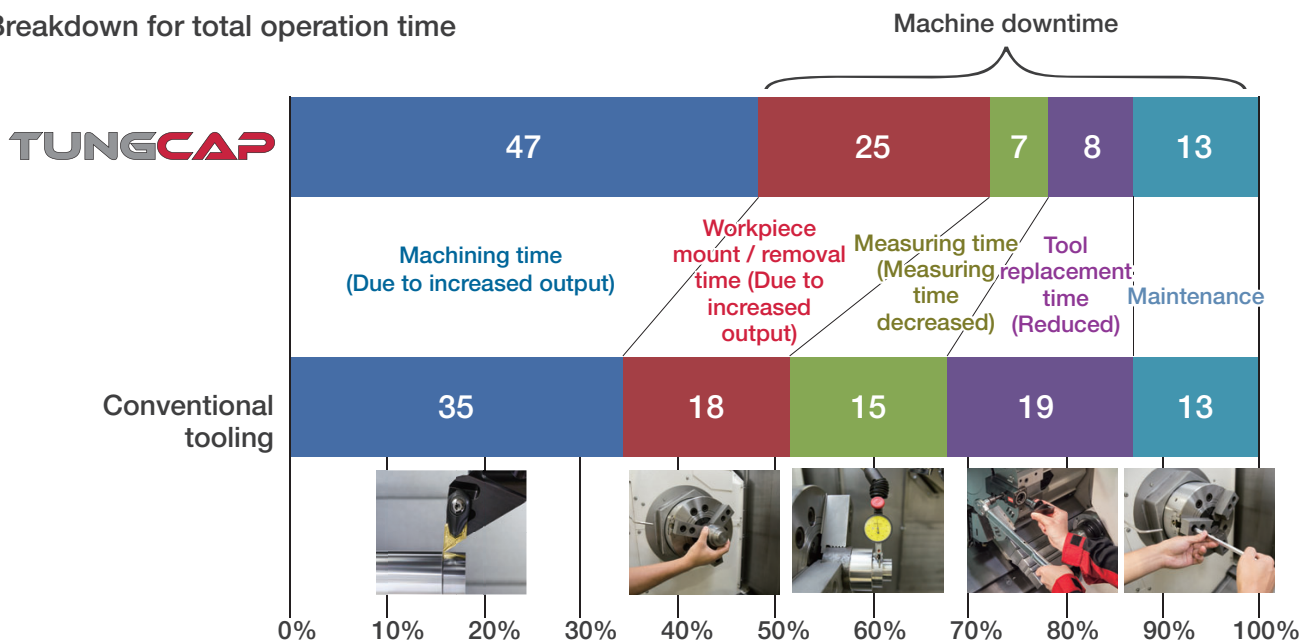 Breakdown for total operation time
Machine downtime
TUNGCAP
47
25
7
8
13
Machining time
(Due to increased output)
Workpiece
mount / removal
time (Due to
increased
output)
Measuring time
(Measuring
time
decreased)
Tool
replacement
time
(Reduced)
Maintenance
Conventional
tooling
35
18
15
19
13
0%
10%
20%
30%
40%
50%
60%
70%
80%
90%
100%